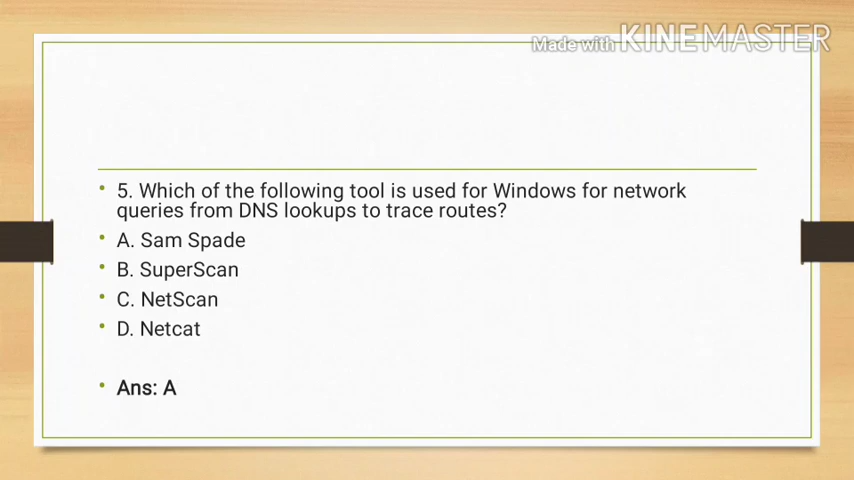 Made with KINEMASTER
• 5. Which of the following tool is used for Windows for network
queries from DNS lookups to trace routes?
• A. Sam Spade
• B. SuperScan
• C. NetScan
• D. Netcat
• Ans: A